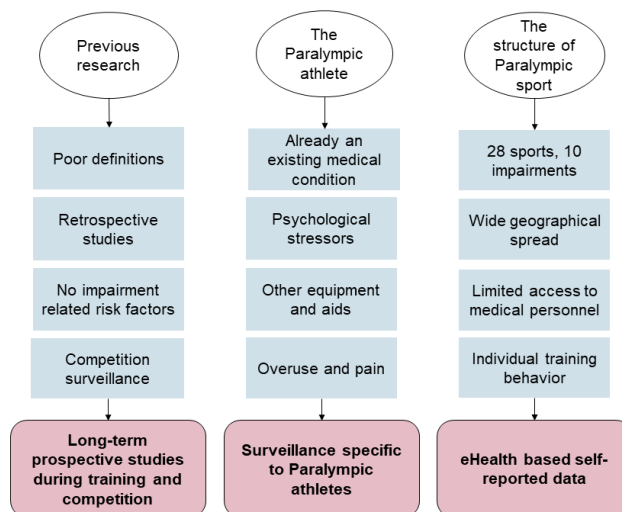 Previous
research
Poor definitions
Retrospective
studies
No impairment
related risk factors
Competition
surveillance
Long-term
prospective studies
during training and
competition
The
Paralympic
athlete
Already an
existing medical
condition
Psychological
stressors
Other equipment
and aids
Overuse and pain
Surveillance specific
to Paralympic
athletes
The
structure of
Paralympic
sport
28 sports, 10
impairments
Wide geographical
spread
Limited access to
medical personnel
Individual training
behavior
eHealth based self-
reported data